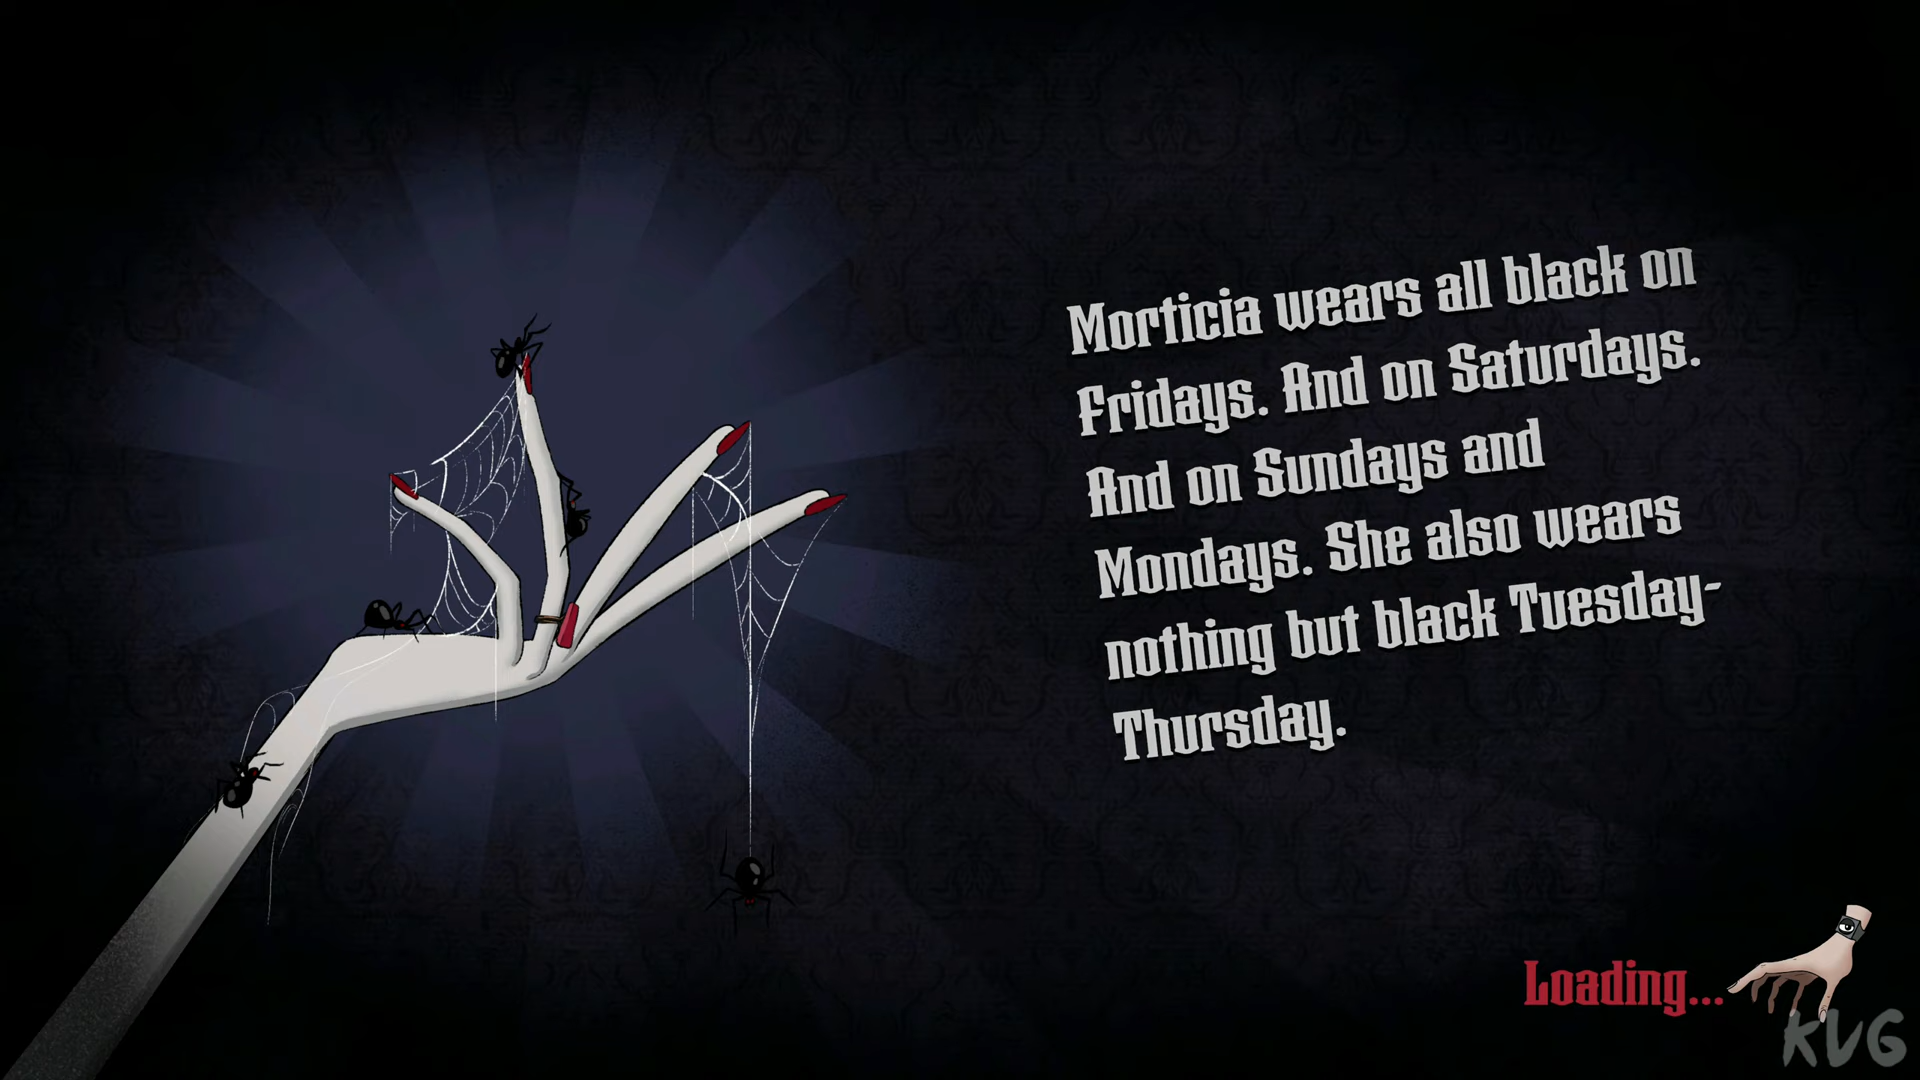 Morticia wears all black on
Fridays. And on Saturdays.
And on Sundays and
Mondays. She also wears
nothing but black Tuesday-
Thursday.
Loading...
KVG